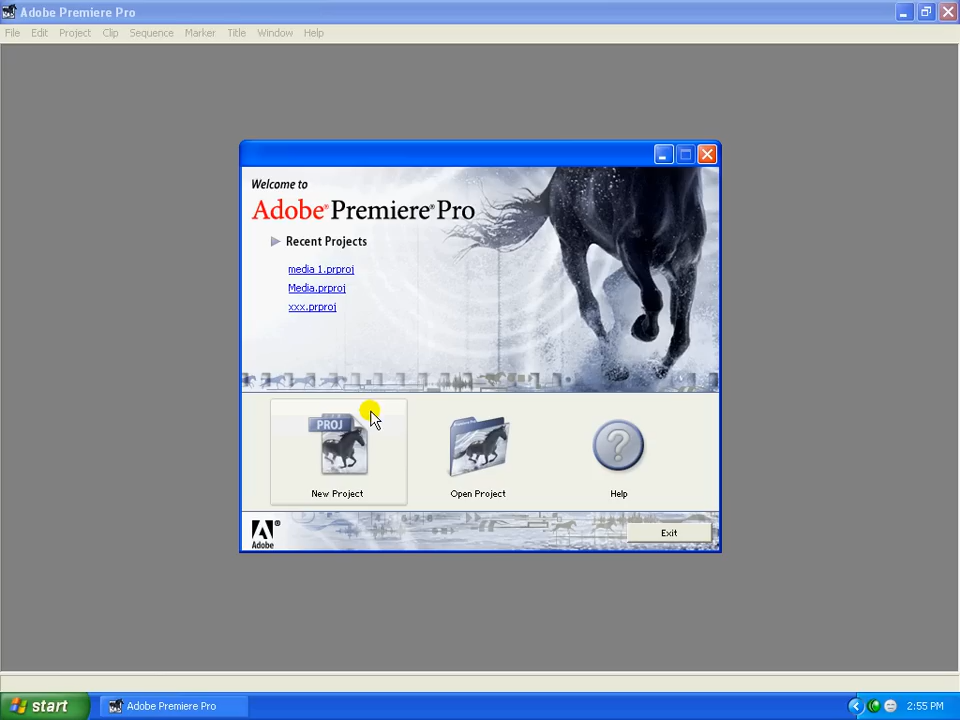 Adobe Premiere Pro
File Edit Project Clip Sequence Marker Title Window Help
Welcome to
Adobe® Premiere® Pro
Recent Projects
media 1.prproj
Media.prproj
xxx.prproj
PROJ
New Project
Open Project
?
Help
Adobe®
Exit
start
Adobe Premiere Pro
2:55 PM